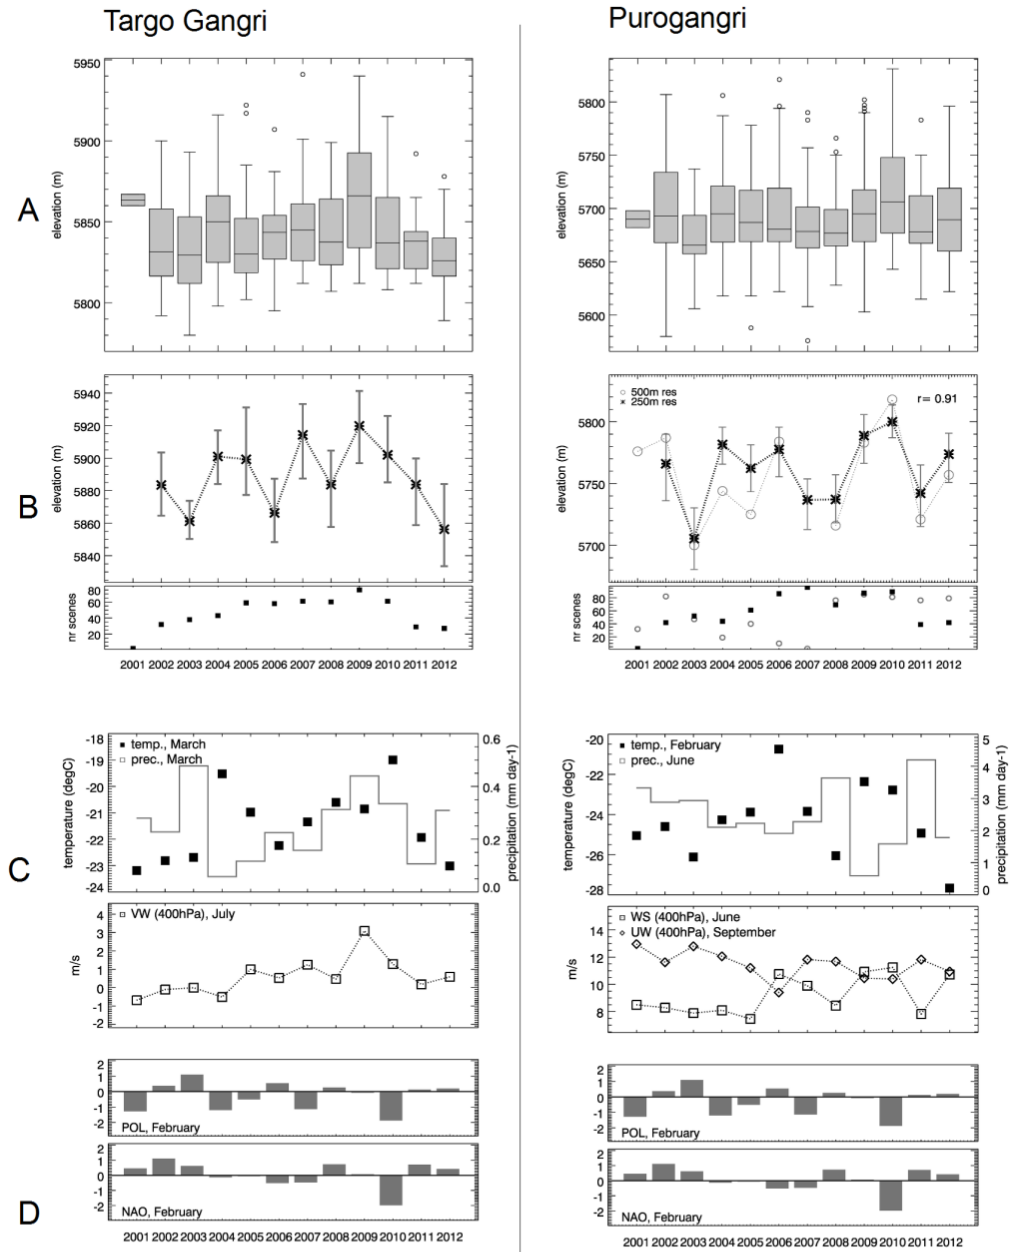 Targo Gangri
Purogangri
A
elevation (m)
5950
5900
5850
5800
elevation (m)
5800
5750
5700
5650
5600
B
elevation (m)
5940
5920
5900
5880
5860
5840
nr scenes
80
60
40
20
2001 2002 2003 2004 2005 2006 2007 2008 2009 2010 2011 2012
500m res
250m res
r= 0.91
elevation (m)
5800
5750
5700
nr scenes
80
60
40
20
2001 2002 2003 2004 2005 2006 2007 2008 2009 2010 2011 2012
C
temp., March
prec., March
temperature (degC)
-18
-19
-20
-21
-22
-23
-24
precipitation (mm day-1)
0.6
0.4
0.2
0.0
temp., February
prec., June
temperature (degC)
-20
-22
-24
-26
-28
precipitation (mm day-1)
5
4
3
2
1
0
VW (400hPa), July
m/s
4
3
2
1
0
-1
-2
WS (400hPa), June
UW (400hPa), September
m/s
14
12
10
8
D
2
1
0
-1
-2
POL, February
2
1
0
-1
-2
NAO, February
2001 2002 2003 2004 2005 2006 2007 2008 2009 2010 2011 2012
2
1
0
-1
-2
POL, February
2
1
0
-1
-2
NAO, February
2001 2002 2003 2004 2005 2006 2007 2008 2009 2010 2011 2012